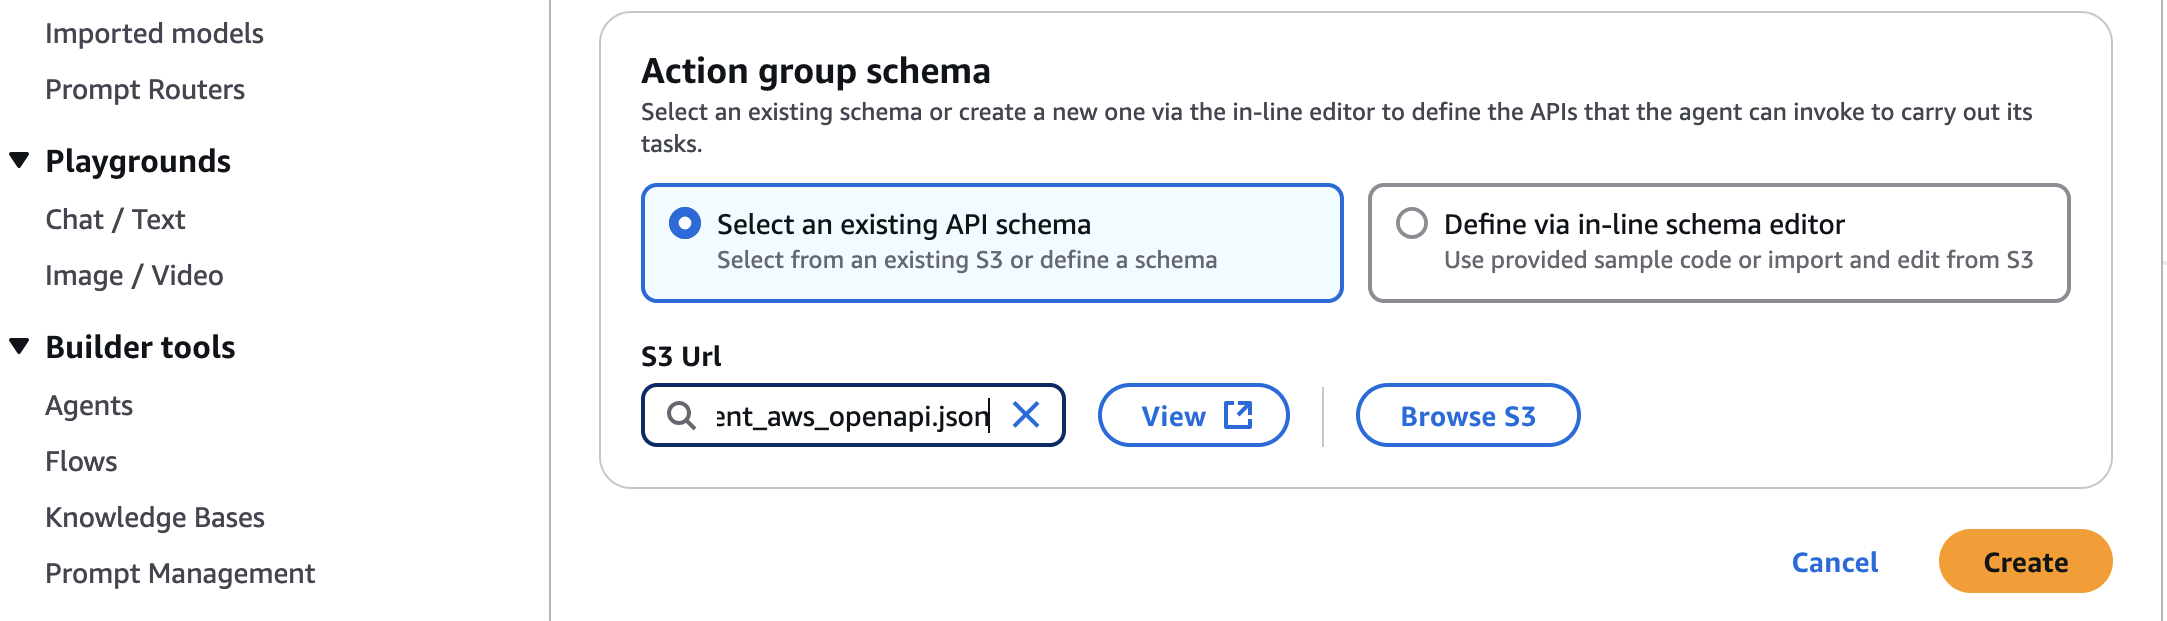 Imported models
Prompt Routers
Playgrounds
Chat / Text
Image / Video
Builder tools
Agents
Flows
Knowledge Bases
Prompt Management
Action group schema
Select an existing schema or create a new one via the in-line editor to define the APIs that the agent can invoke to carry out its
tasks.
Select an existing API schema
Select from an existing S3 or define a schema
Define via in-line schema editor
Use provided sample code or import and edit from S3
S3 Url
ent_aws_openapi.json
View
Browse S3
Cancel
Create